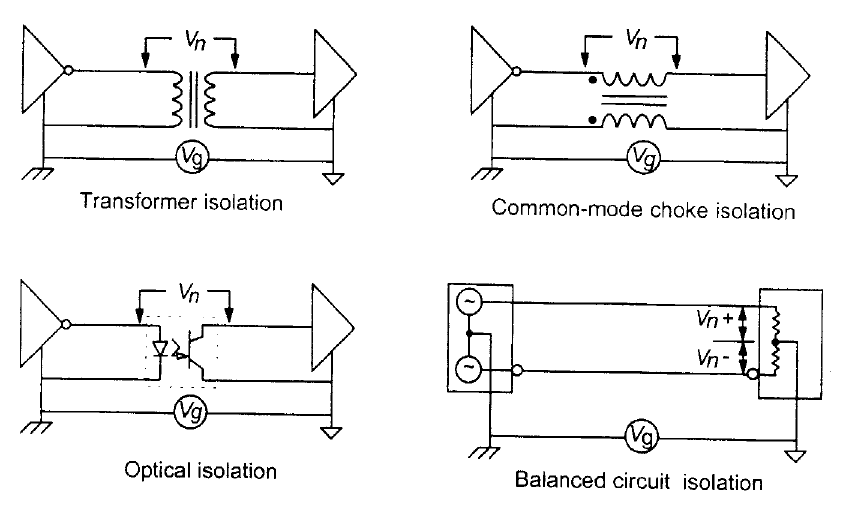 Vn
Vg
Transformer isolation
Vn
Vg
Common-mode choke isolation
Vn
Vg
Optical isolation
~
~
Vn+
Vn-
Vg
Balanced circuit isolation